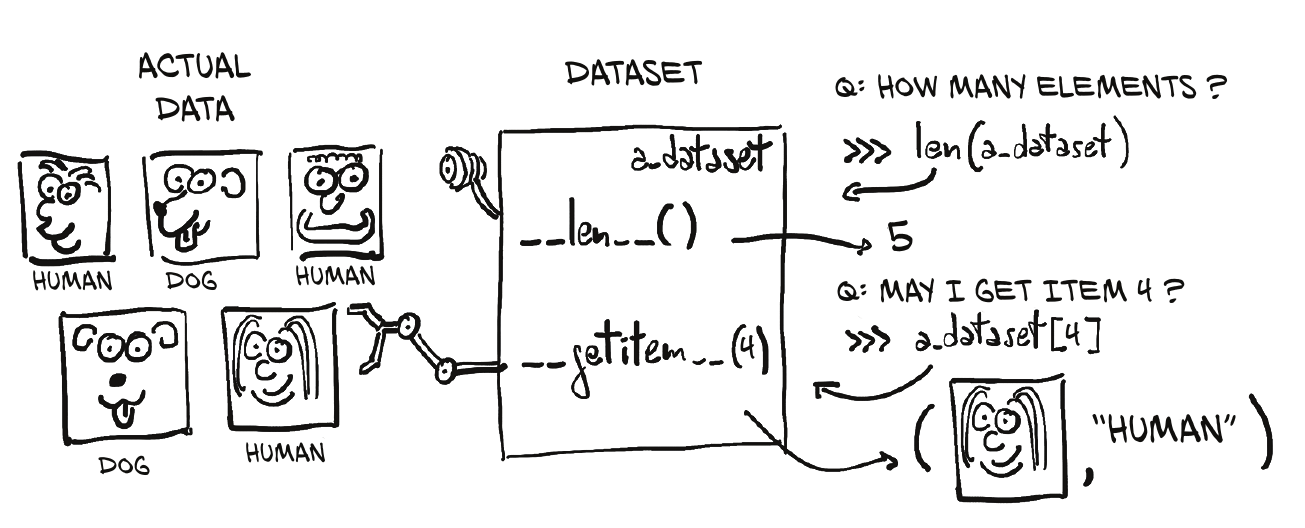 ACTUAL
DATA
HUMAN
DOG
HUMAN
DOG
HUMAN
DATASET
a_dataset
__len__()
__getitem__(4)
Q: HOW MANY ELEMENTS ?
>>> len(a_dataset)
5
Q: MAY I GET ITEM 4 ?
>>> a_dataset[4]
( , "HUMAN" )